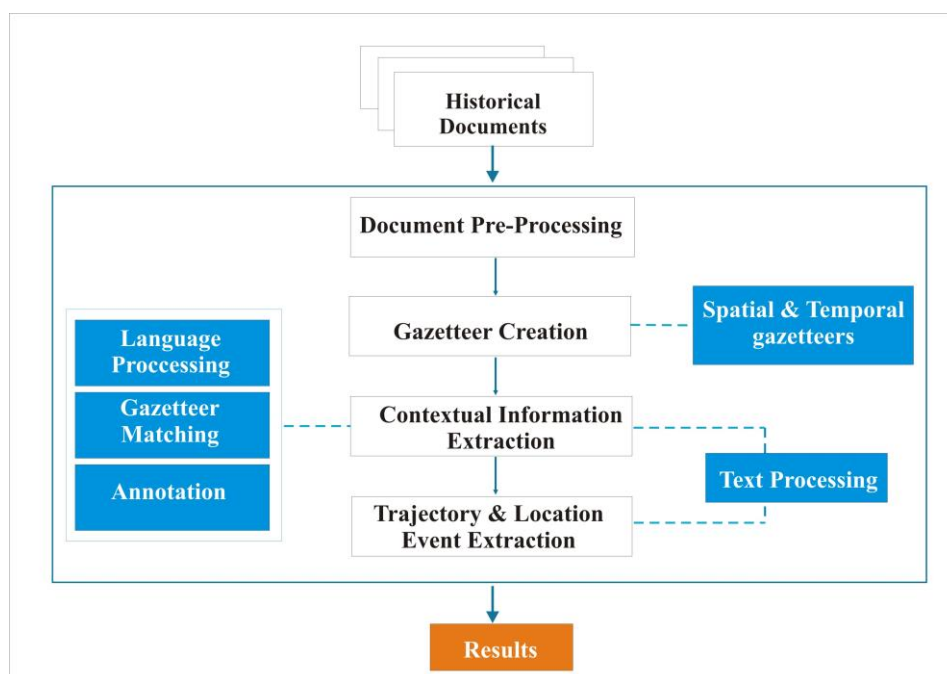 Historical
Documents
Document Pre-Processing
Gazetteer Creation
Spatial & Temporal
gazetteers
Language
Proccessing
Gazetteer
Matching
Annotation
Contextual Information
Extraction
Text Processing
Trajectory & Location
Event Extraction
Results